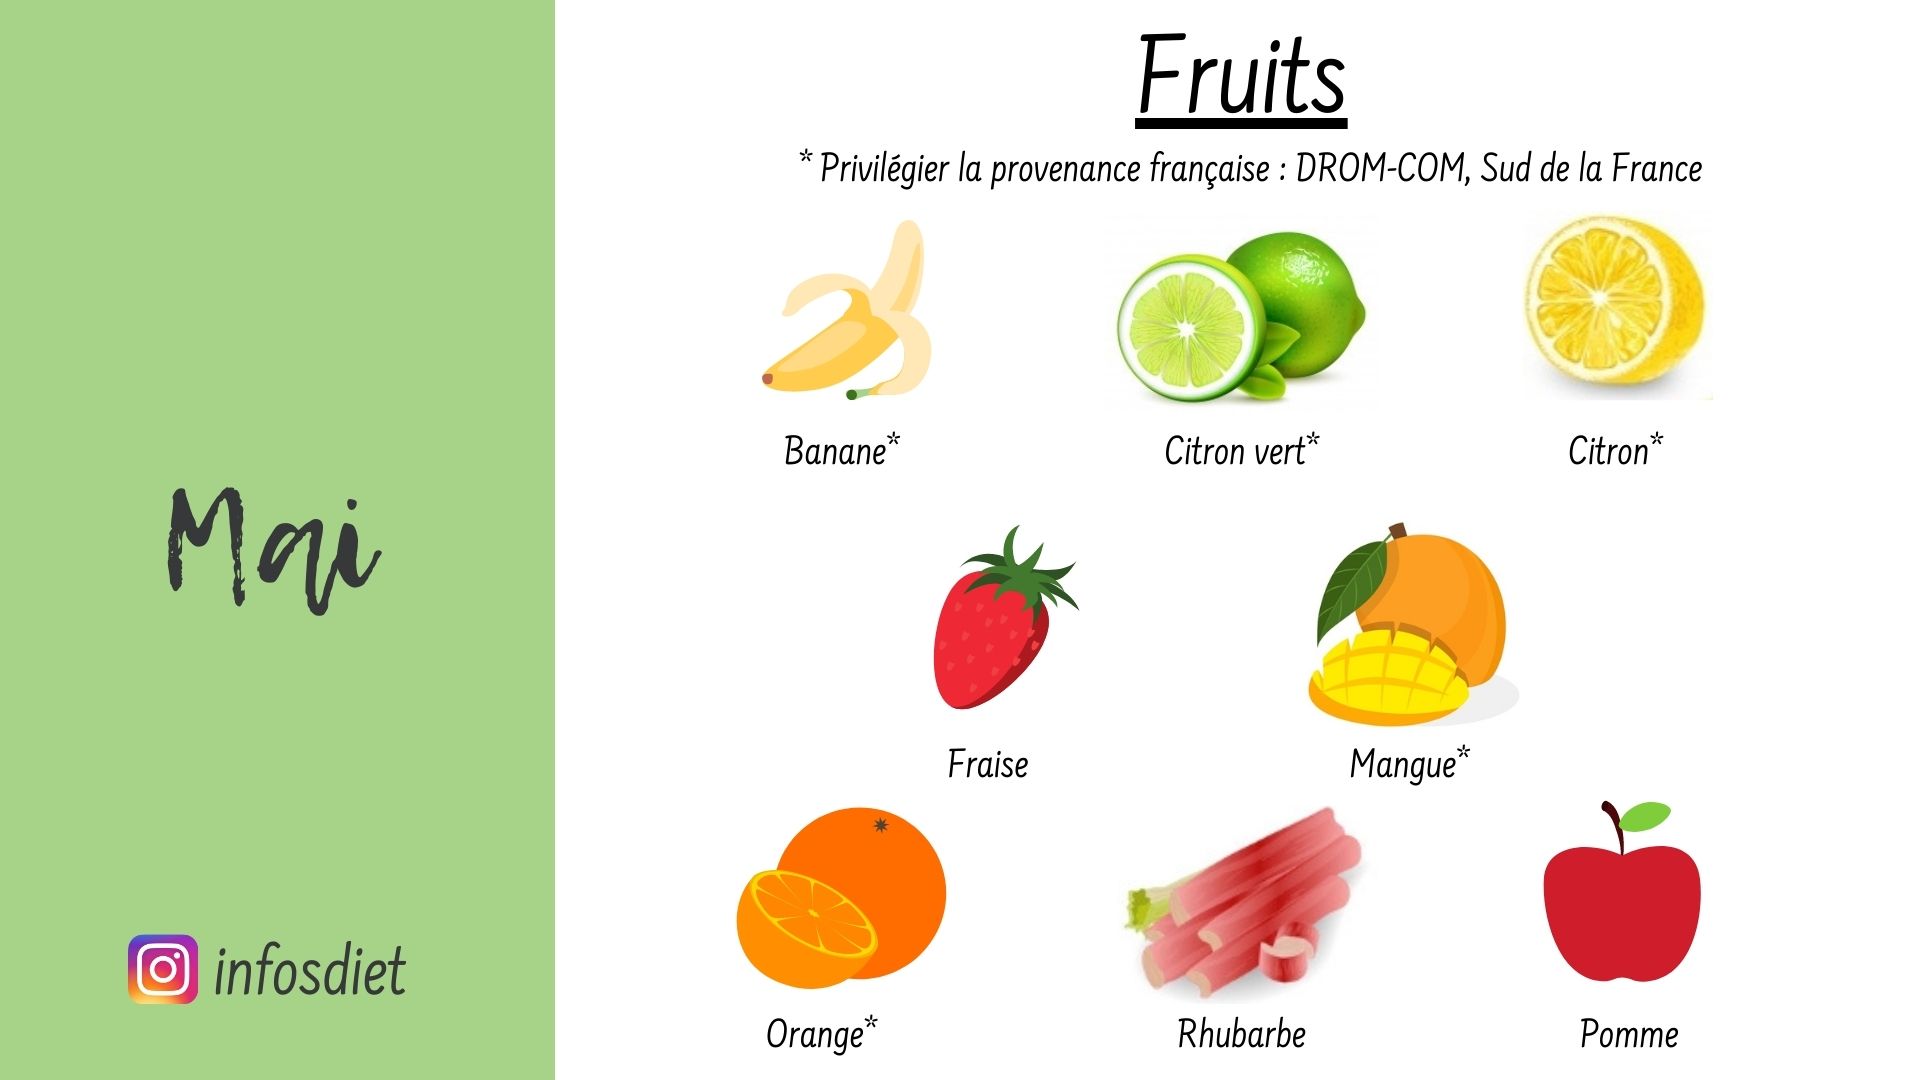 Fruits
* Privilégier la provenance française : DROM-COM, Sud de la France
Banane*
Citron vert*
Citron*
Mai
Fraise
Mangue*
infosdiet
Orange*
Rhubarbe
Pomme